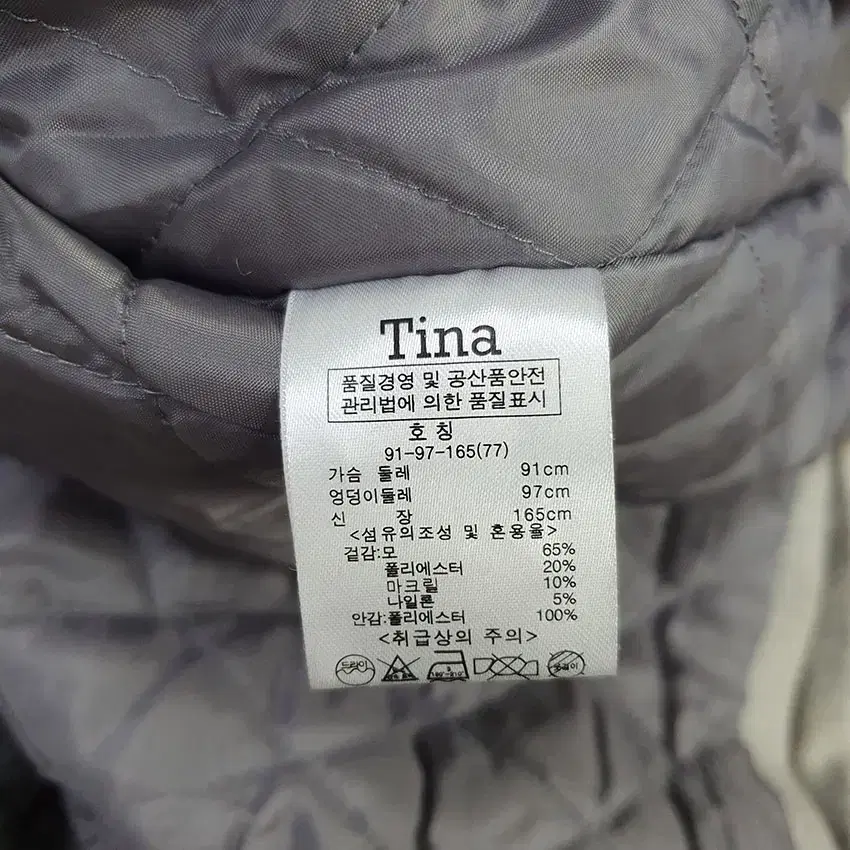 Tina
품질경영 및 공산품안전
관리법에 의한 품질표시
호 칭
91-97-165(77)
가슴 둘레 91cm
엉덩이둘레 97cm
신 장 165cm
<섬유의조성 및 혼용율>
겉감:모 65%
폴리에스터 20%
마크릴 10%
나일론 5%
안감:폴리에스터 100%
<취급상의 주의>
드라이